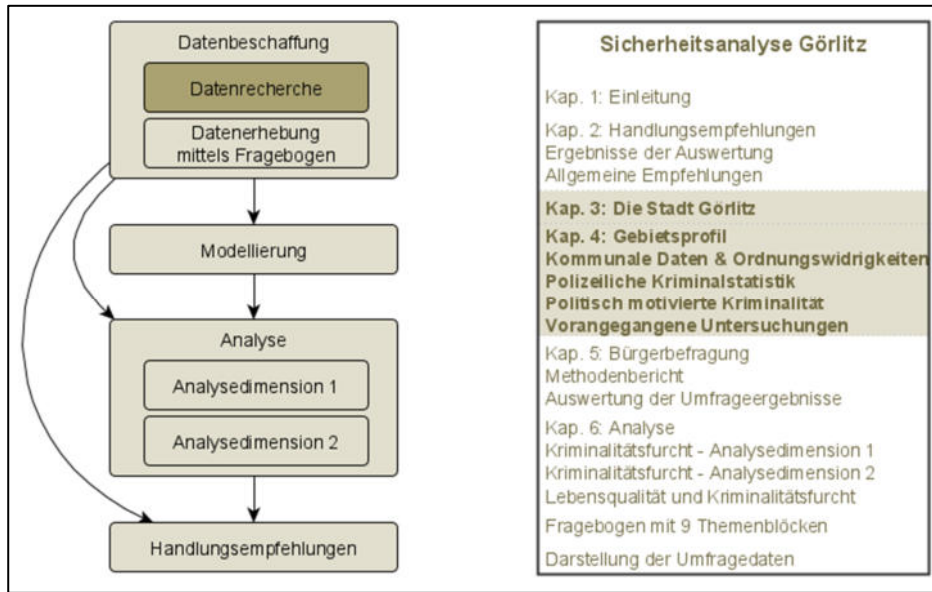 Datenbeschaffung
Datenrecherche
Datenerhebung
mittels Fragebogen
Modellierung
Analyse
Analysedimension 1
Analysedimension 2
Handlungsempfehlungen
Sicherheitsanalyse Görlitz
Kap. 1: Einleitung
Kap. 2: Handlungsempfehlungen
Ergebnisse der Auswertung
Allgemeine Empfehlungen
Kap. 3: Die Stadt Görlitz
Kap. 4: Gebietsprofil
Kommunale Daten & Ordnungswidrigkeiten
Polizeiliche Kriminalstatistik
Politisch motivierte Kriminalität
Vorangegangene Untersuchungen
Kap. 5: Bürgerbefragung
Methodenbericht
Auswertung der Umfrageergebnisse
Kap. 6: Analyse
Kriminalitätsfurcht - Analysedimension 1
Kriminalitätsfurcht - Analysedimension 2
Lebensqualität und Kriminalitätsfurcht
Fragebogen mit 9 Themenblöcken
Darstellung der Umfragedaten